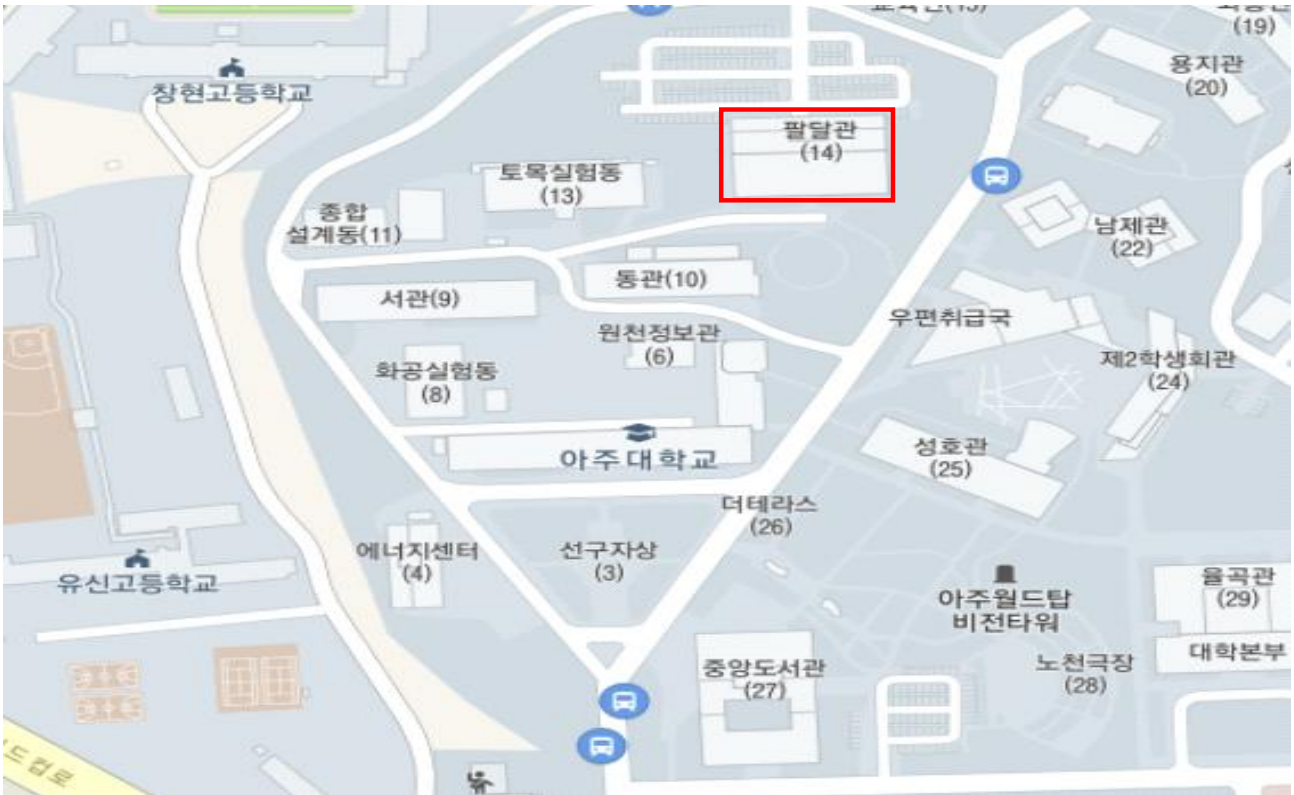 (19)
용지관
(20)
창현고등학교
팔달관
(14)
토목실험동
(13)
종합
설계동(11)
남제관
(22)
동관(10)
서관(9)
우편취급국
원천정보관
(6)
제2학생회관
(24)
화공실험동
(8)
아주대학교
성호관
(25)
더테라스
(26)
에너지센터
(4)
선구자상
(3)
유신고등학교
율곡관
(29)
아주월드탑
비전타워
대학본부
노천극장
(28)
중앙도서관
(27)
드컵로